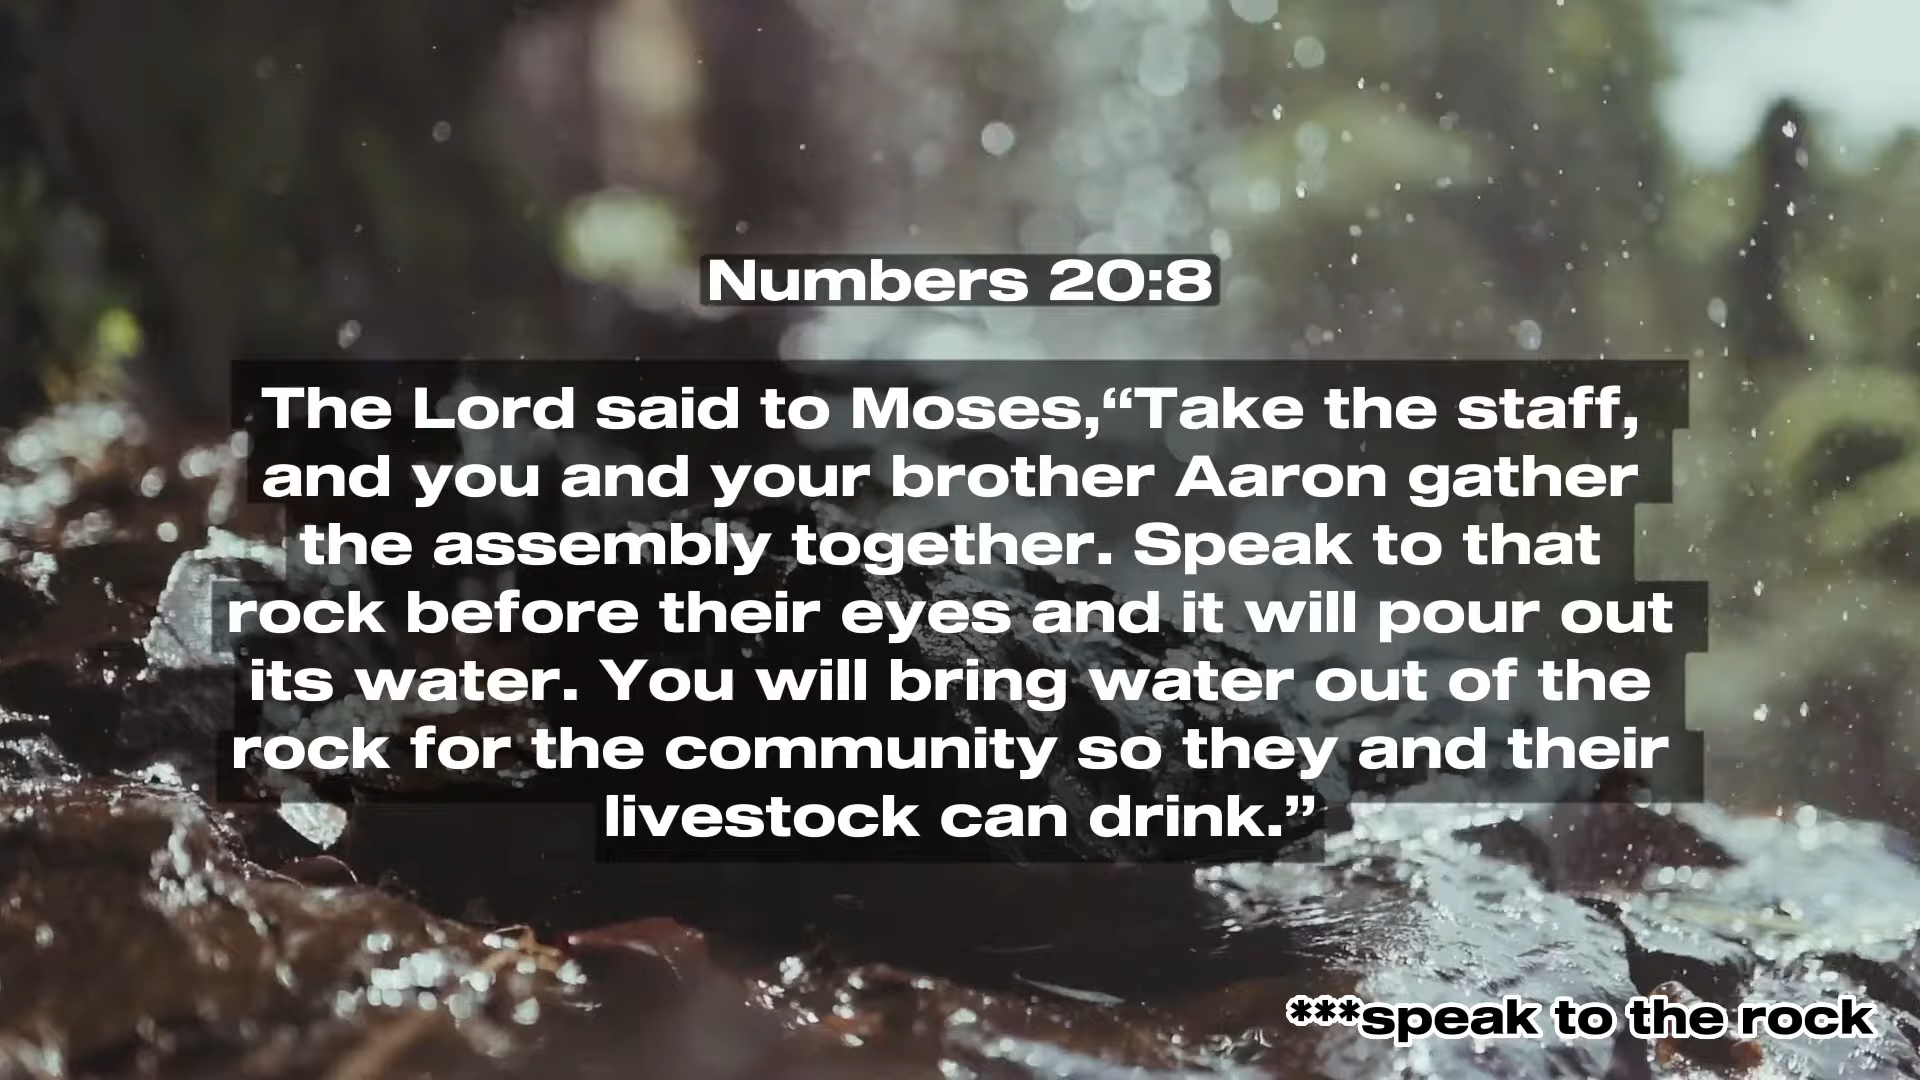 Numbers 20:8
The Lord said to Moses,“Take the staff,
and you and your brother Aaron gather
the assembly together. Speak to that
rock before their eyes and it will pour out
its water. You will bring water out of the
rock for the community so they and their
livestock can drink.”
***speak to the rock